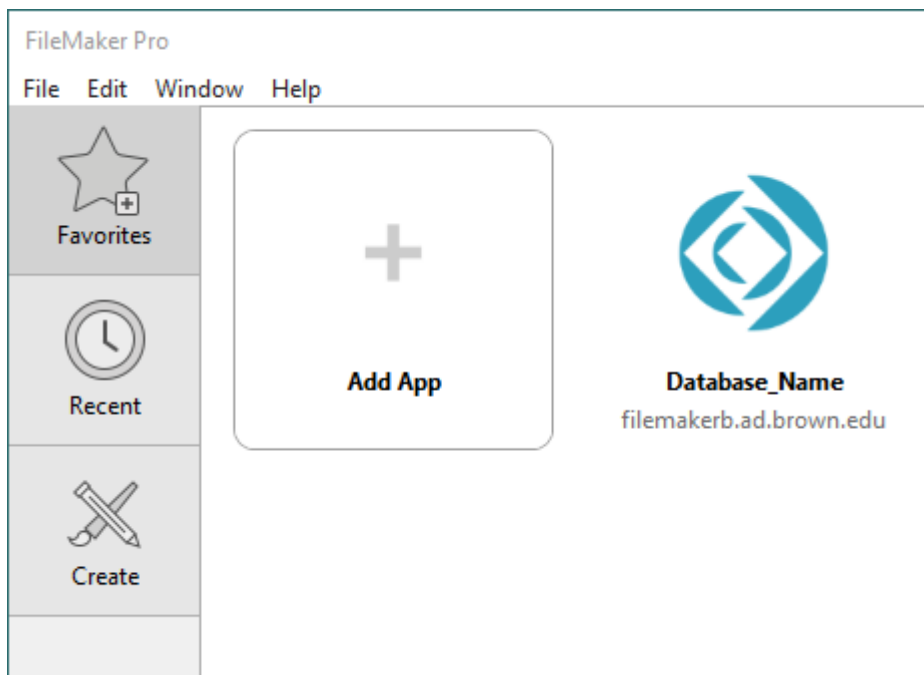 FileMaker Pro
File Edit Window Help
Favorites
Recent
Create
Add App
Database_Name
filemakerb.ad.brown.edu